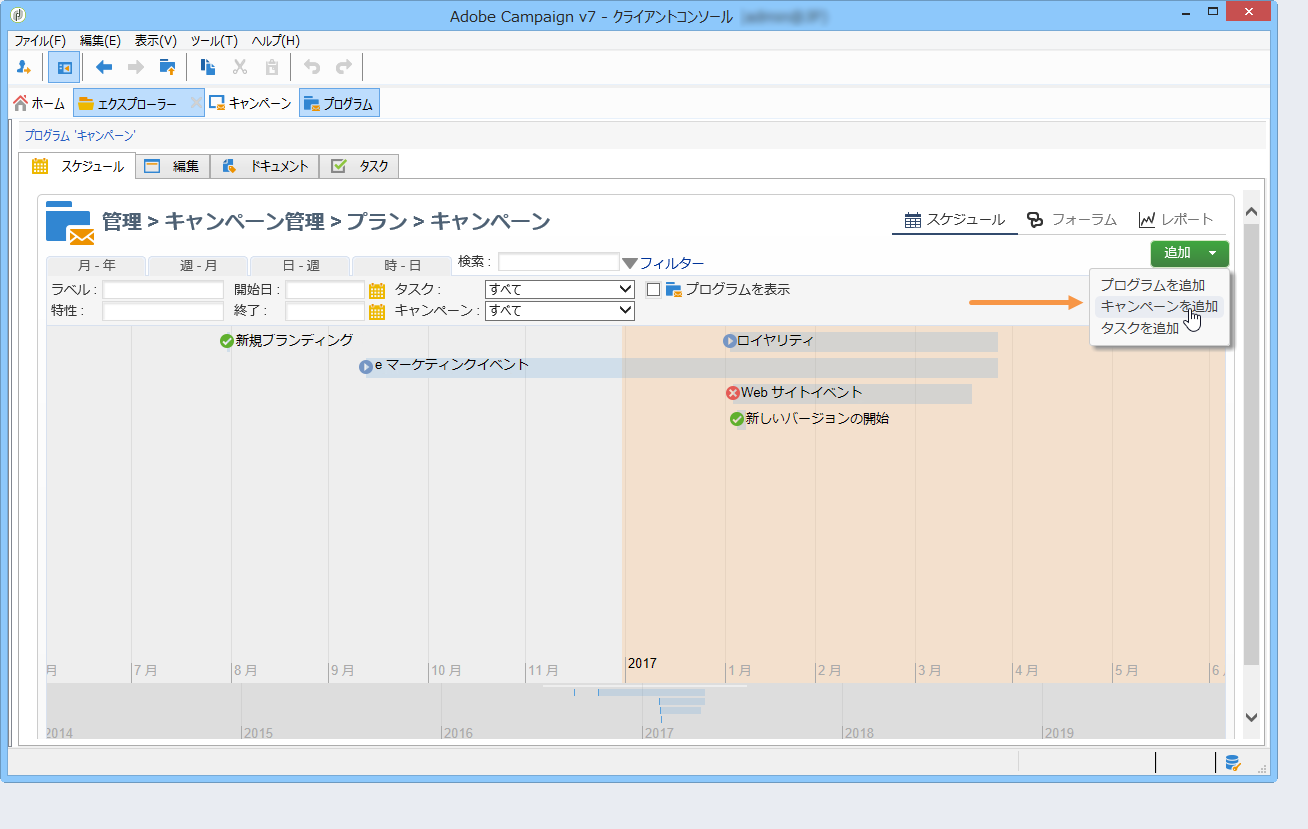 Adobe Campaign v7 - クライアントコンソール
ファイル(F) 編集(E) 表示(V) ツール(T) ヘルプ(H)
ホーム エクスプローラー キャンペーン プログラム
プログラム 'キャンペーン'
スケジュール 編集 ドキュメント タスク
管理 > キャンペーン管理 > プラン > キャンペーン
スケジュール フォーラム レポート
追加
月 - 年 週 - 月 日 - 週 時 - 日 検索 : フィルター
ラベル : 開始日 : タスク : すべて プログラムを表示
特性 : 終了 : キャンペーン : すべて
プログラムを追加
キャンペーンを追加
タスクを追加
新規ブランディング ロイヤリティ
e マーケティングイベント
Web サイトイベント
新しいバージョンの開始
月 7 月 8 月 9 月 10 月 11 月 2017 1 月 2 月 3 月 4 月 5 月 6
2014 2015 2016 2017 2018 2019